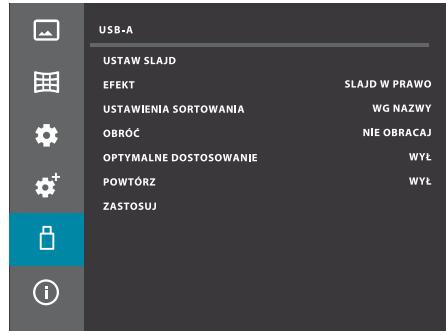 USB-A
USTAW SLAJD
EFEKT SLAJD W PRAWO
USTAWIENIA SORTOWANIA WG NAZWY
OBRÓĆ NIE OBRACAJ
OPTYMALNE DOSTOSOWANIE WYŁ
POWTÓRZ WYŁ
ZASTOSUJ